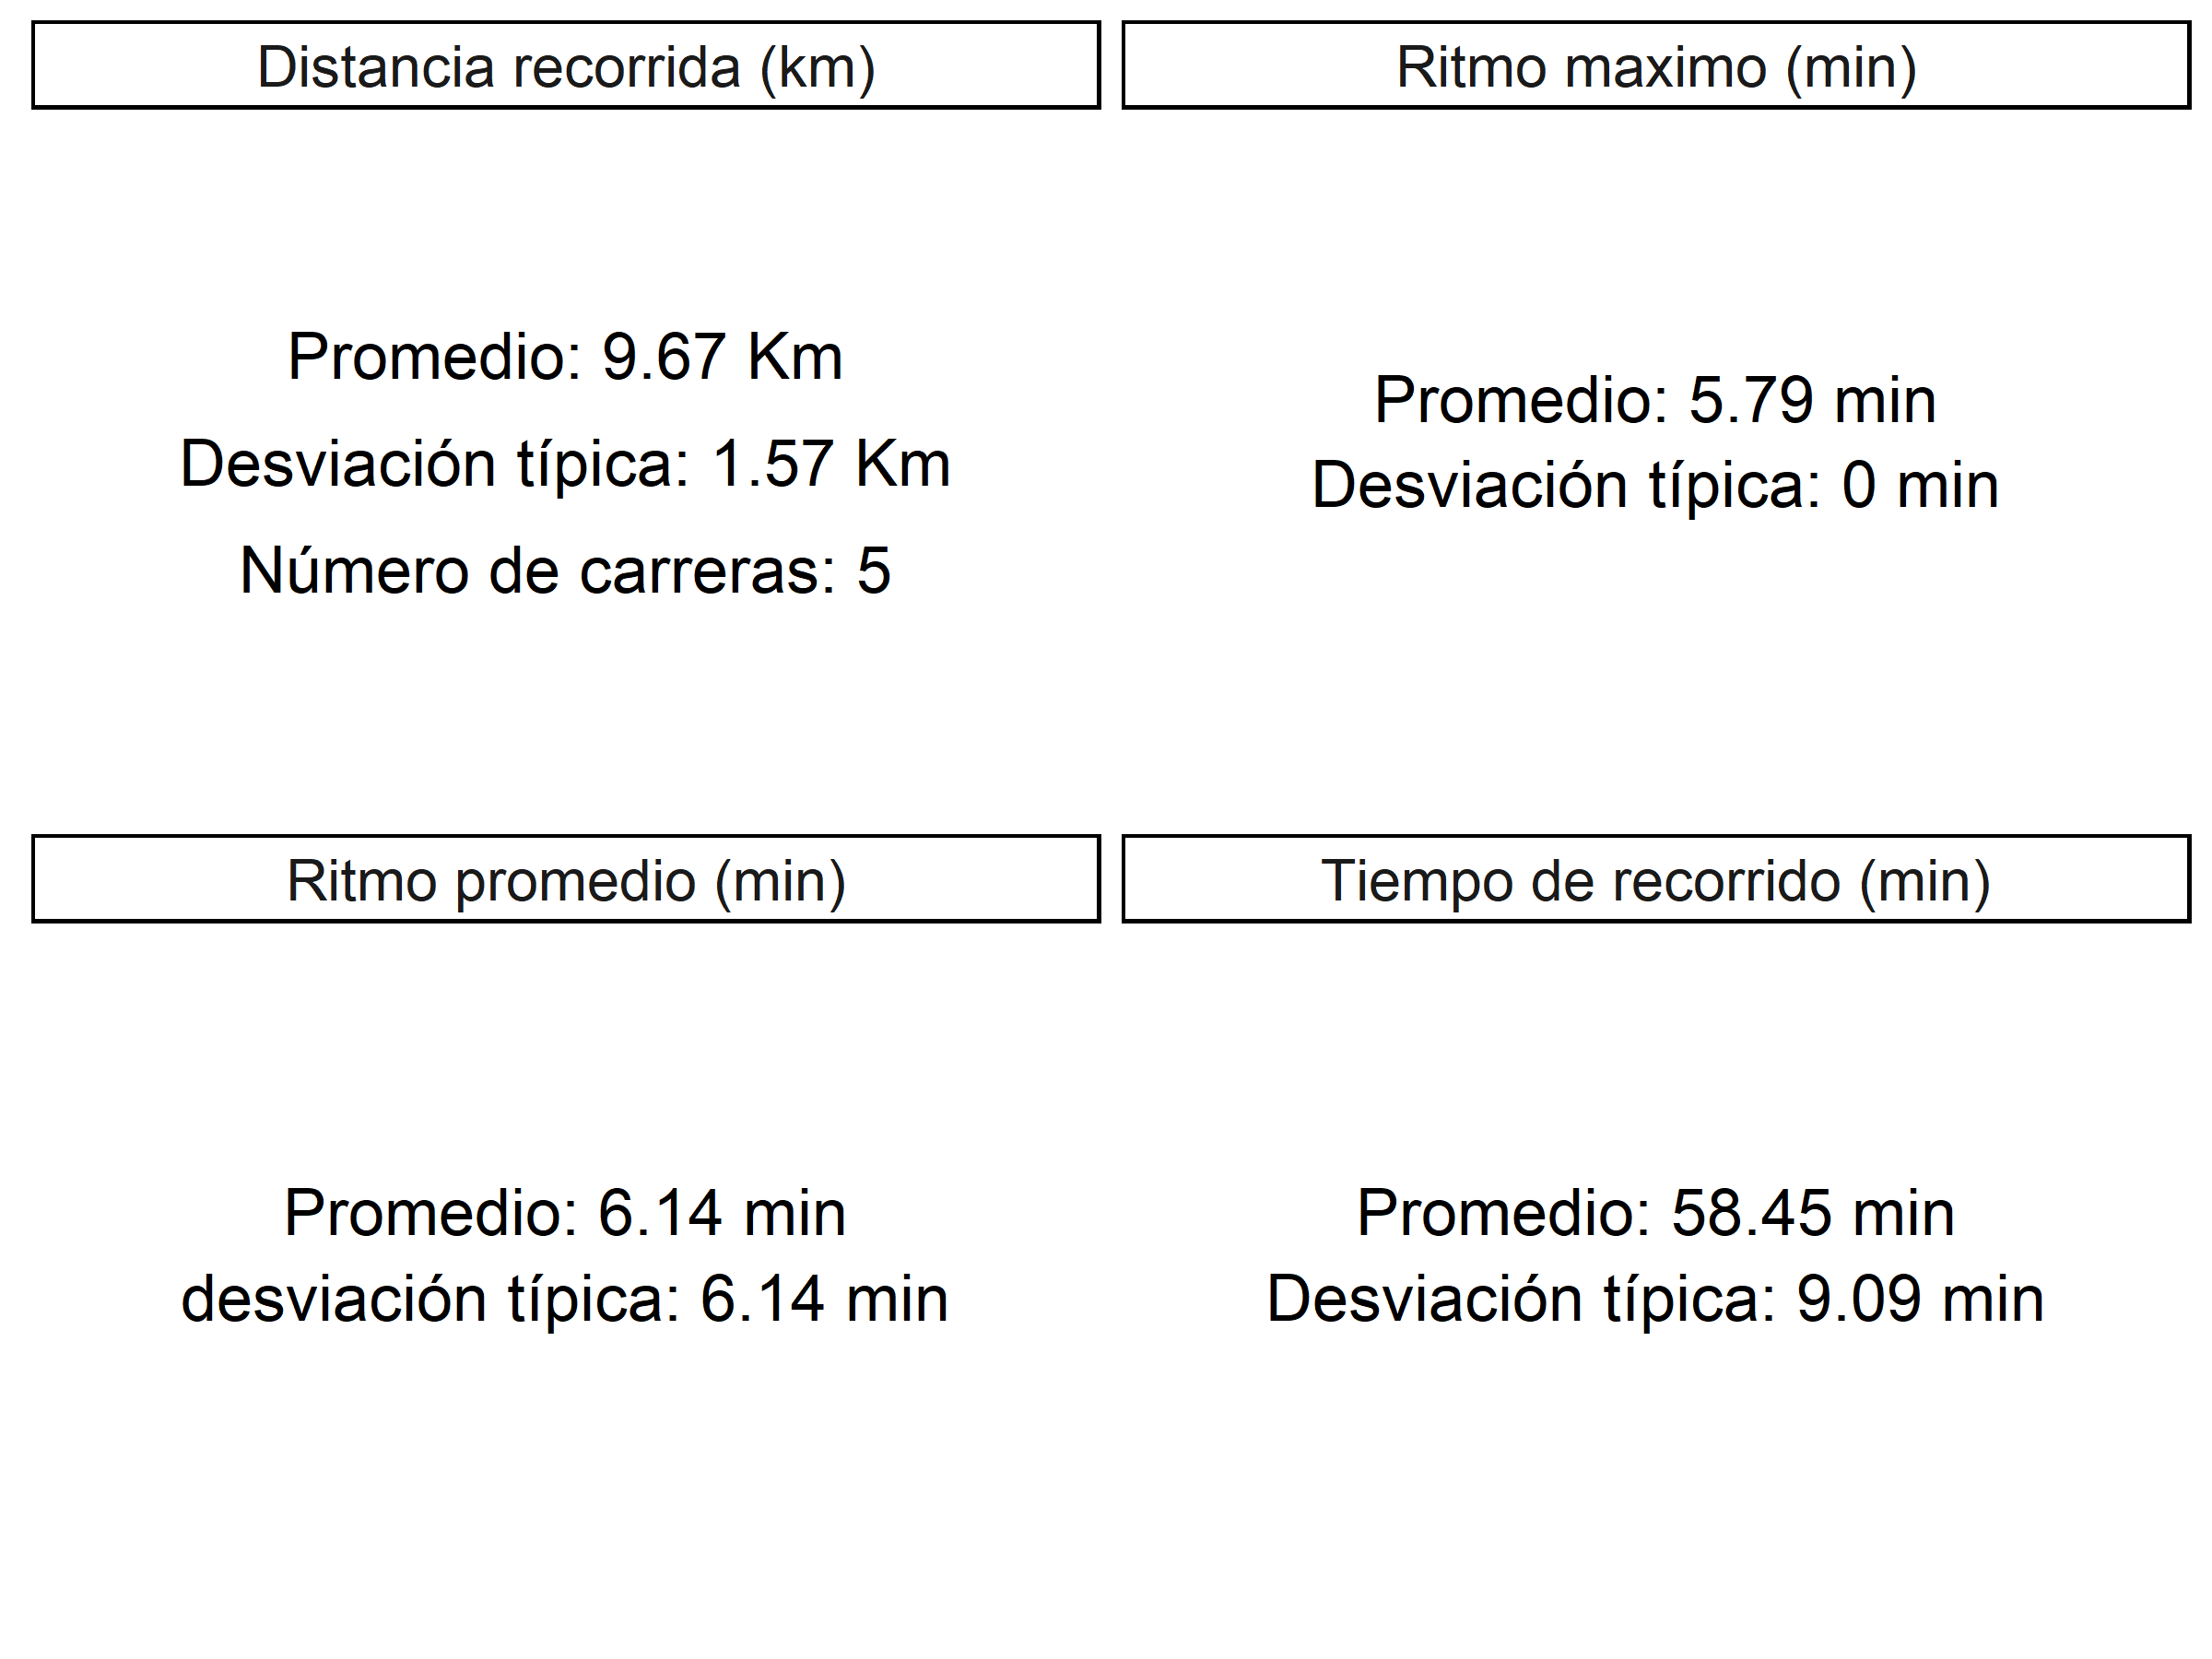 Distancia recorrida (km)
Promedio: 9.67 Km
Desviación típica: 1.57 Km
Número de carreras: 5
Ritmo maximo (min)
Promedio: 5.79 min
Desviación típica: 0 min
Ritmo promedio (min)
Promedio: 6.14 min
desviación típica: 6.14 min
Tiempo de recorrido (min)
Promedio: 58.45 min
Desviación típica: 9.09 min